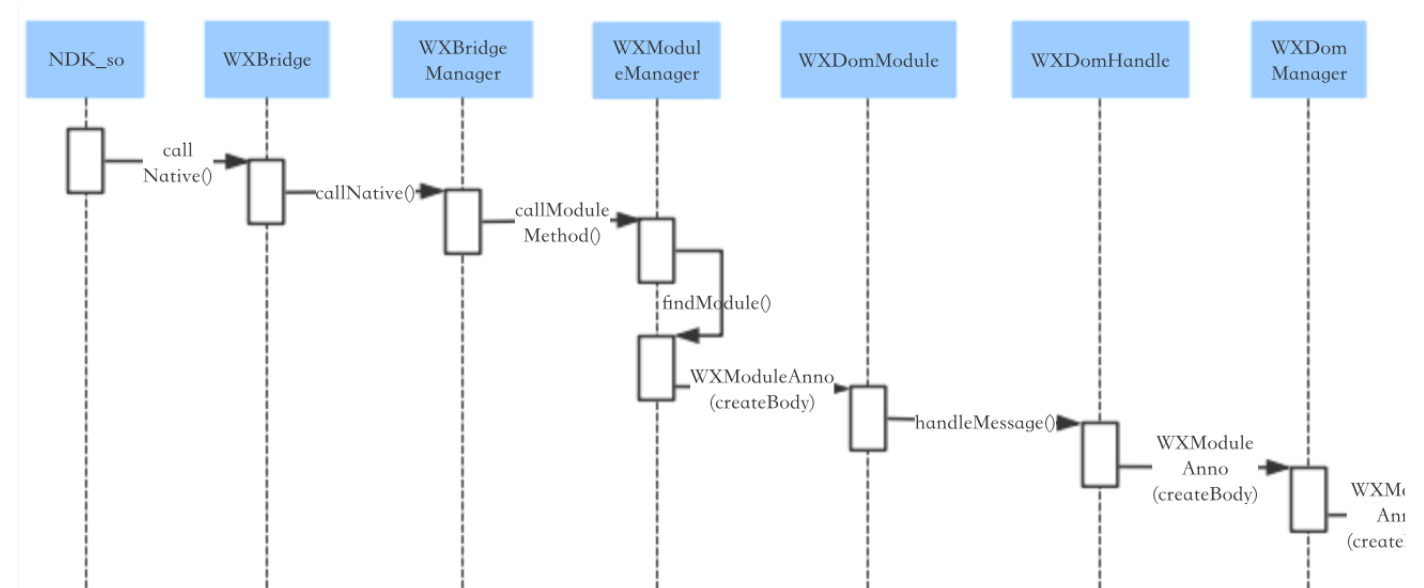 NDK_so
WXBridge
WXBridge
Manager
WXModul
eManager
WXDomModule
WXDomHandle
WXDom
Manager
call
Native()
callNative()
callModule
Method()
findModule()
WXModuleAnno
(createBody)
handleMessage()
WXModule
Anno
(createBody)